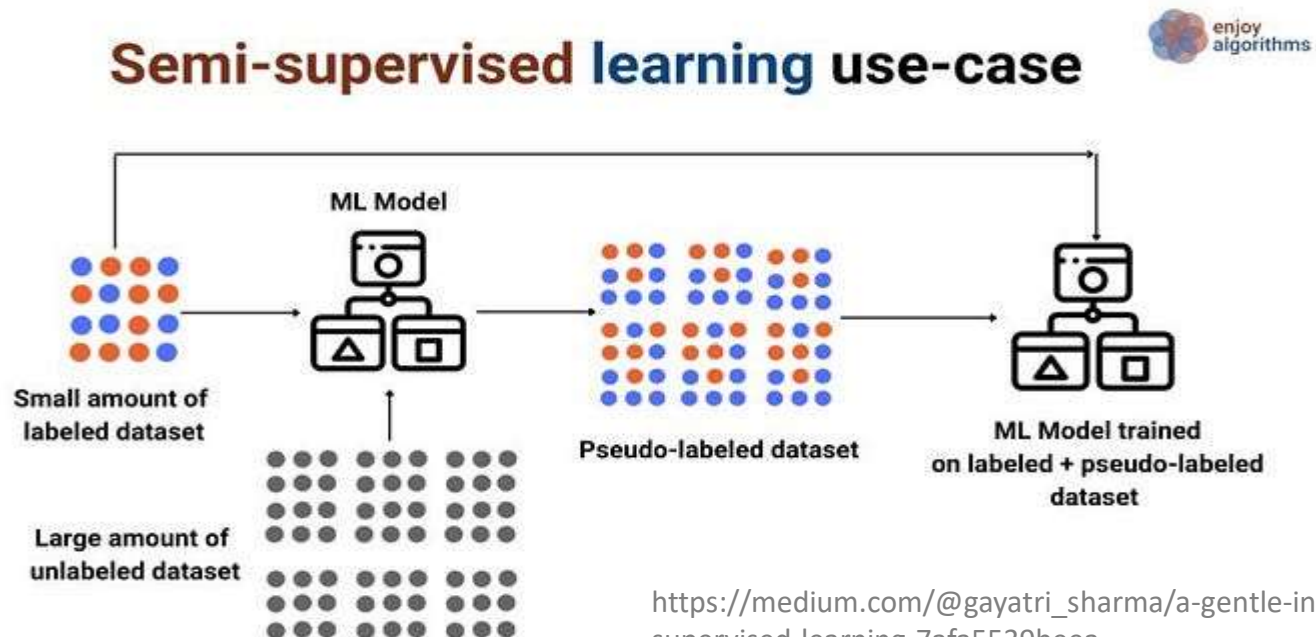 enjoy
algorithms
Semi-supervised learning use-case
ML Model
Small amount of
labeled dataset
Pseudo-labeled dataset
ML Model trained
on labeled + pseudo-labeled
dataset
Large amount of
unlabeled dataset
https://medium.com/@gayatri_sharma/a-gentle-in